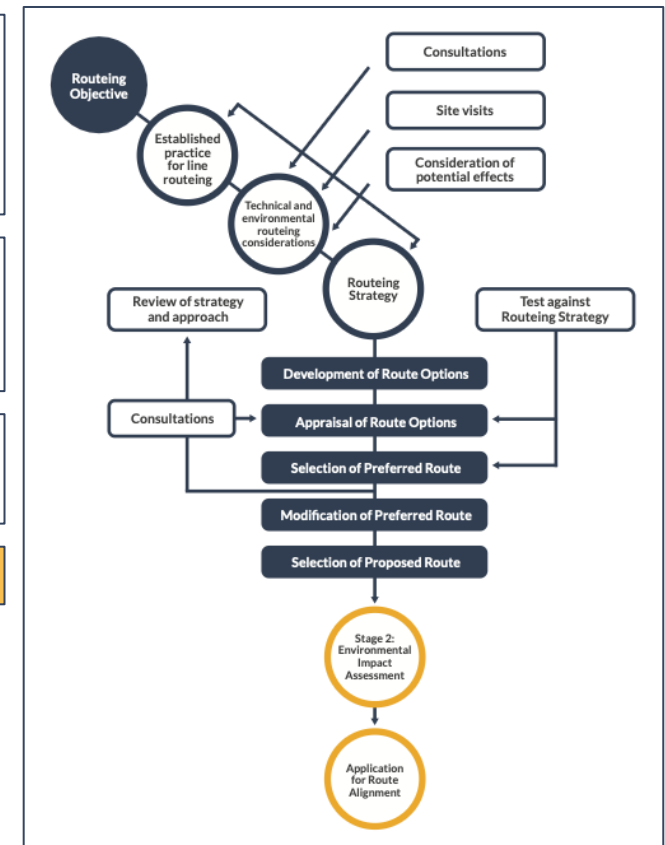 Routeing
Objective
Consultations
Site visits
Established
practice
for line
routeing
Consideration of
potential effects
Technical and
environmental
routeing
considerations
Routeing
Strategy
Review of strategy
and approach
Test against
Routeing Strategy
Development of Route Options
Consultations
Appraisal of Route Options
Selection of Preferred Route
Modification of Preferred Route
Selection of Proposed Route
Stage 2:
Environmental
Impact
Assessment
Application
for Route
Alignment